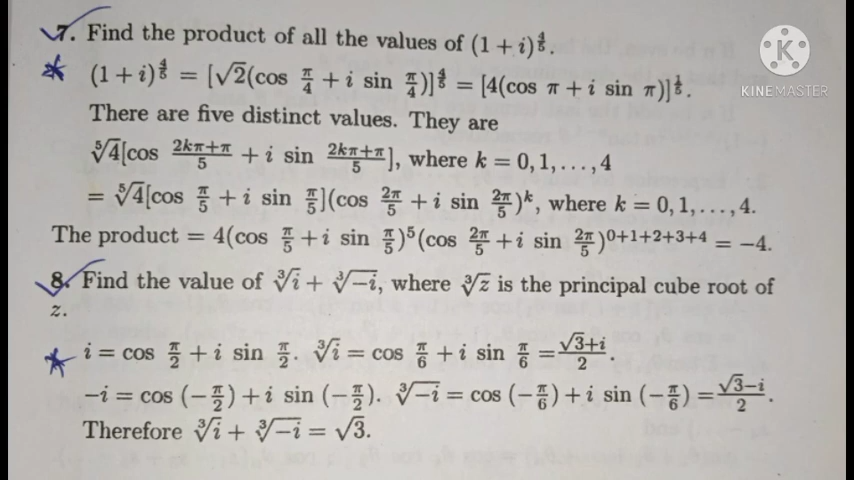 7. Find the product of all the values of (1 + i)^{4/5}.
(1 + i)^{4/5} = [√2(cos π/4 + i sin π/4)]^{4/5} = [4(cos π + i sin π)]^{1/5}.
There are five distinct values. They are
⁵√4[cos (2kπ+π)/5 + i sin (2kπ+π)/5], where k = 0, 1, . . . , 4
= ⁵√4[cos π/5 + i sin π/5](cos 2π/5 + i sin 2π/5)^k, where k = 0, 1, . . . , 4.
The product = 4(cos π/5 + i sin π/5)^5(cos 2π/5 + i sin 2π/5)^{0+1+2+3+4} = −4.
8. Find the value of ∛i + ∛−i, where ∛z is the principal cube root of
z.
i = cos π/2 + i sin π/2. ∛i = cos π/6 + i sin π/6 = (√3+i)/2.
−i = cos (−π/2) + i sin (−π/2). ∛−i = cos (−π/6) + i sin (−π/6) = (√3−i)/2.
Therefore ∛i + ∛−i = √3.
K
KINEMASTER